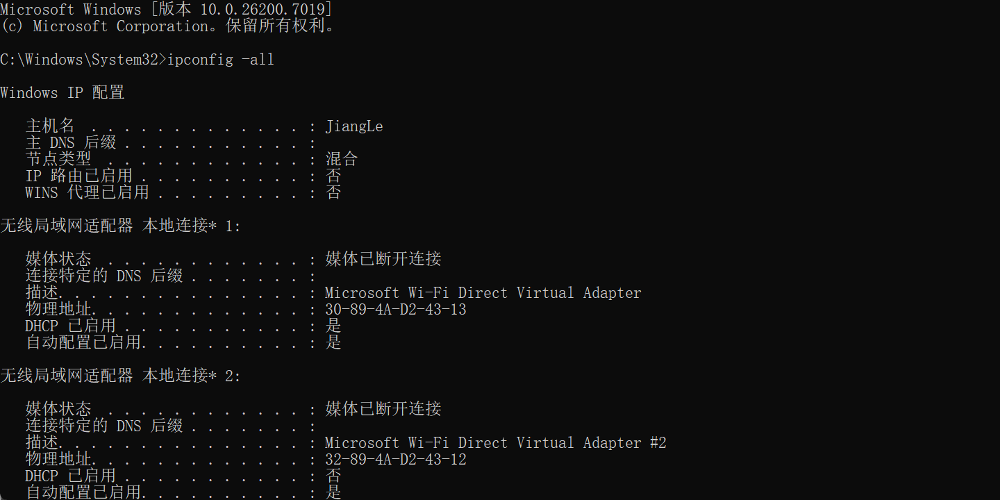 Microsoft Windows [版本 10.0.26200.7019]
(c) Microsoft Corporation。保留所有权利。
C:\Windows\System32>ipconfig -all
Windows IP 配置
主机名  . . . . . . . . . . . . . : JiangLe
主 DNS 后缀 . . . . . . . . . . . :
节点类型  . . . . . . . . . . . . : 混合
IP 路由已启用 . . . . . . . . . . : 否
WINS 代理已启用 . . . . . . . . . : 否
无线局域网适配器 本地连接* 1:
媒体状态  . . . . . . . . . . . . : 媒体已断开连接
连接特定的 DNS 后缀 . . . . . . . :
描述. . . . . . . . . . . . . . . : Microsoft Wi-Fi Direct Virtual Adapter
物理地址. . . . . . . . . . . . . : 30-89-4A-D2-43-13
DHCP 已启用 . . . . . . . . . . . : 是
自动配置已启用. . . . . . . . . . : 是
无线局域网适配器 本地连接* 2:
媒体状态  . . . . . . . . . . . . : 媒体已断开连接
连接特定的 DNS 后缀 . . . . . . . :
描述. . . . . . . . . . . . . . . : Microsoft Wi-Fi Direct Virtual Adapter #2
物理地址. . . . . . . . . . . . . : 32-89-4A-D2-43-12
DHCP 已启用 . . . . . . . . . . . : 否
自动配置已启用. . . . . . . . . . : 是